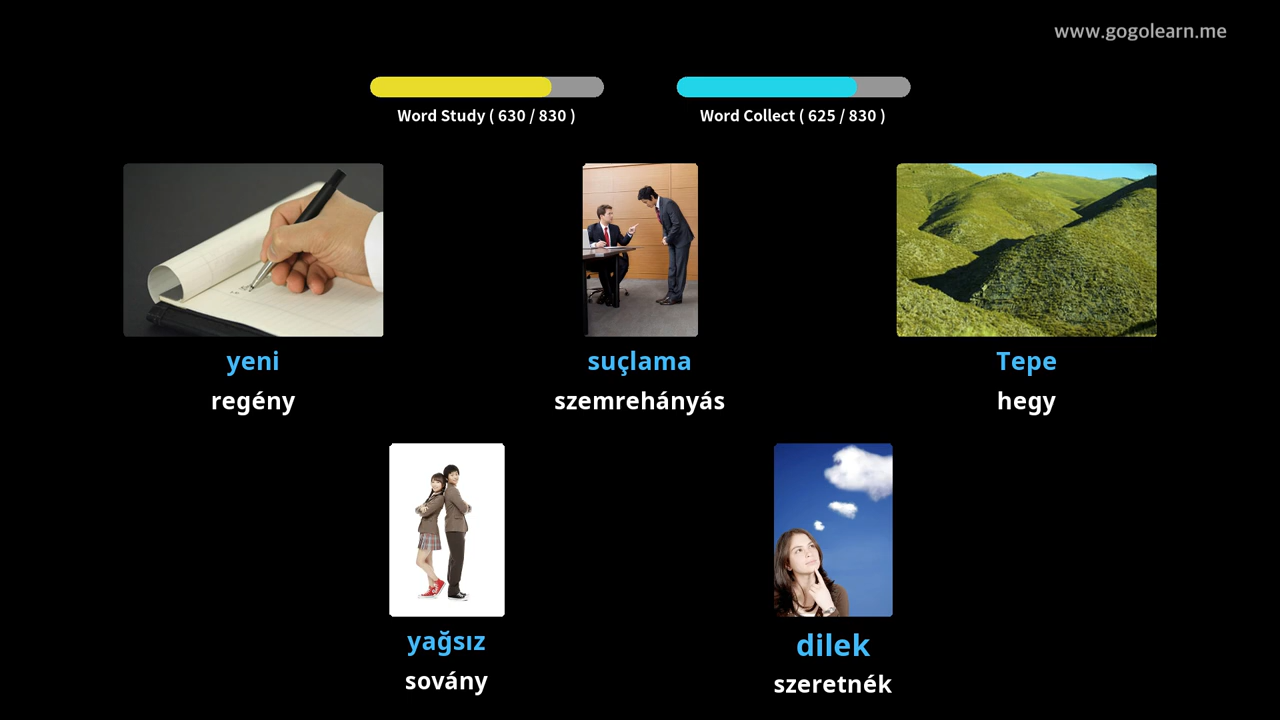 www.gogolearn.me
Word Study ( 630 / 830 )
Word Collect ( 625 / 830 )
yeni
regény
suçlama
szemrehányás
Tepe
hegy
yağsız
sovány
dilek
szeretnék